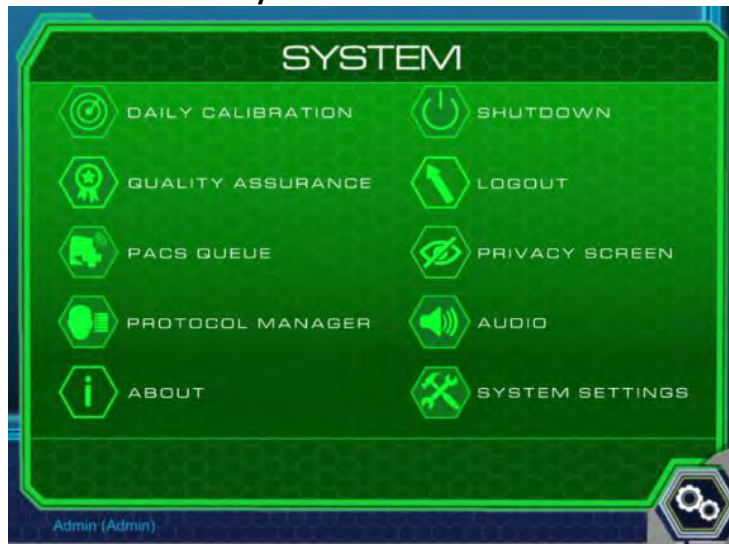 SYSTEM
DAILY CALIBRATION
SHUTDOWN
QUALITY ASSURANCE
LOGOUT
PACS QUEUE
PRIVACY SCREEN
PROTOCOL MANAGER
AUDIO
ABOUT
SYSTEM SETTINGS
Admin (Admin)